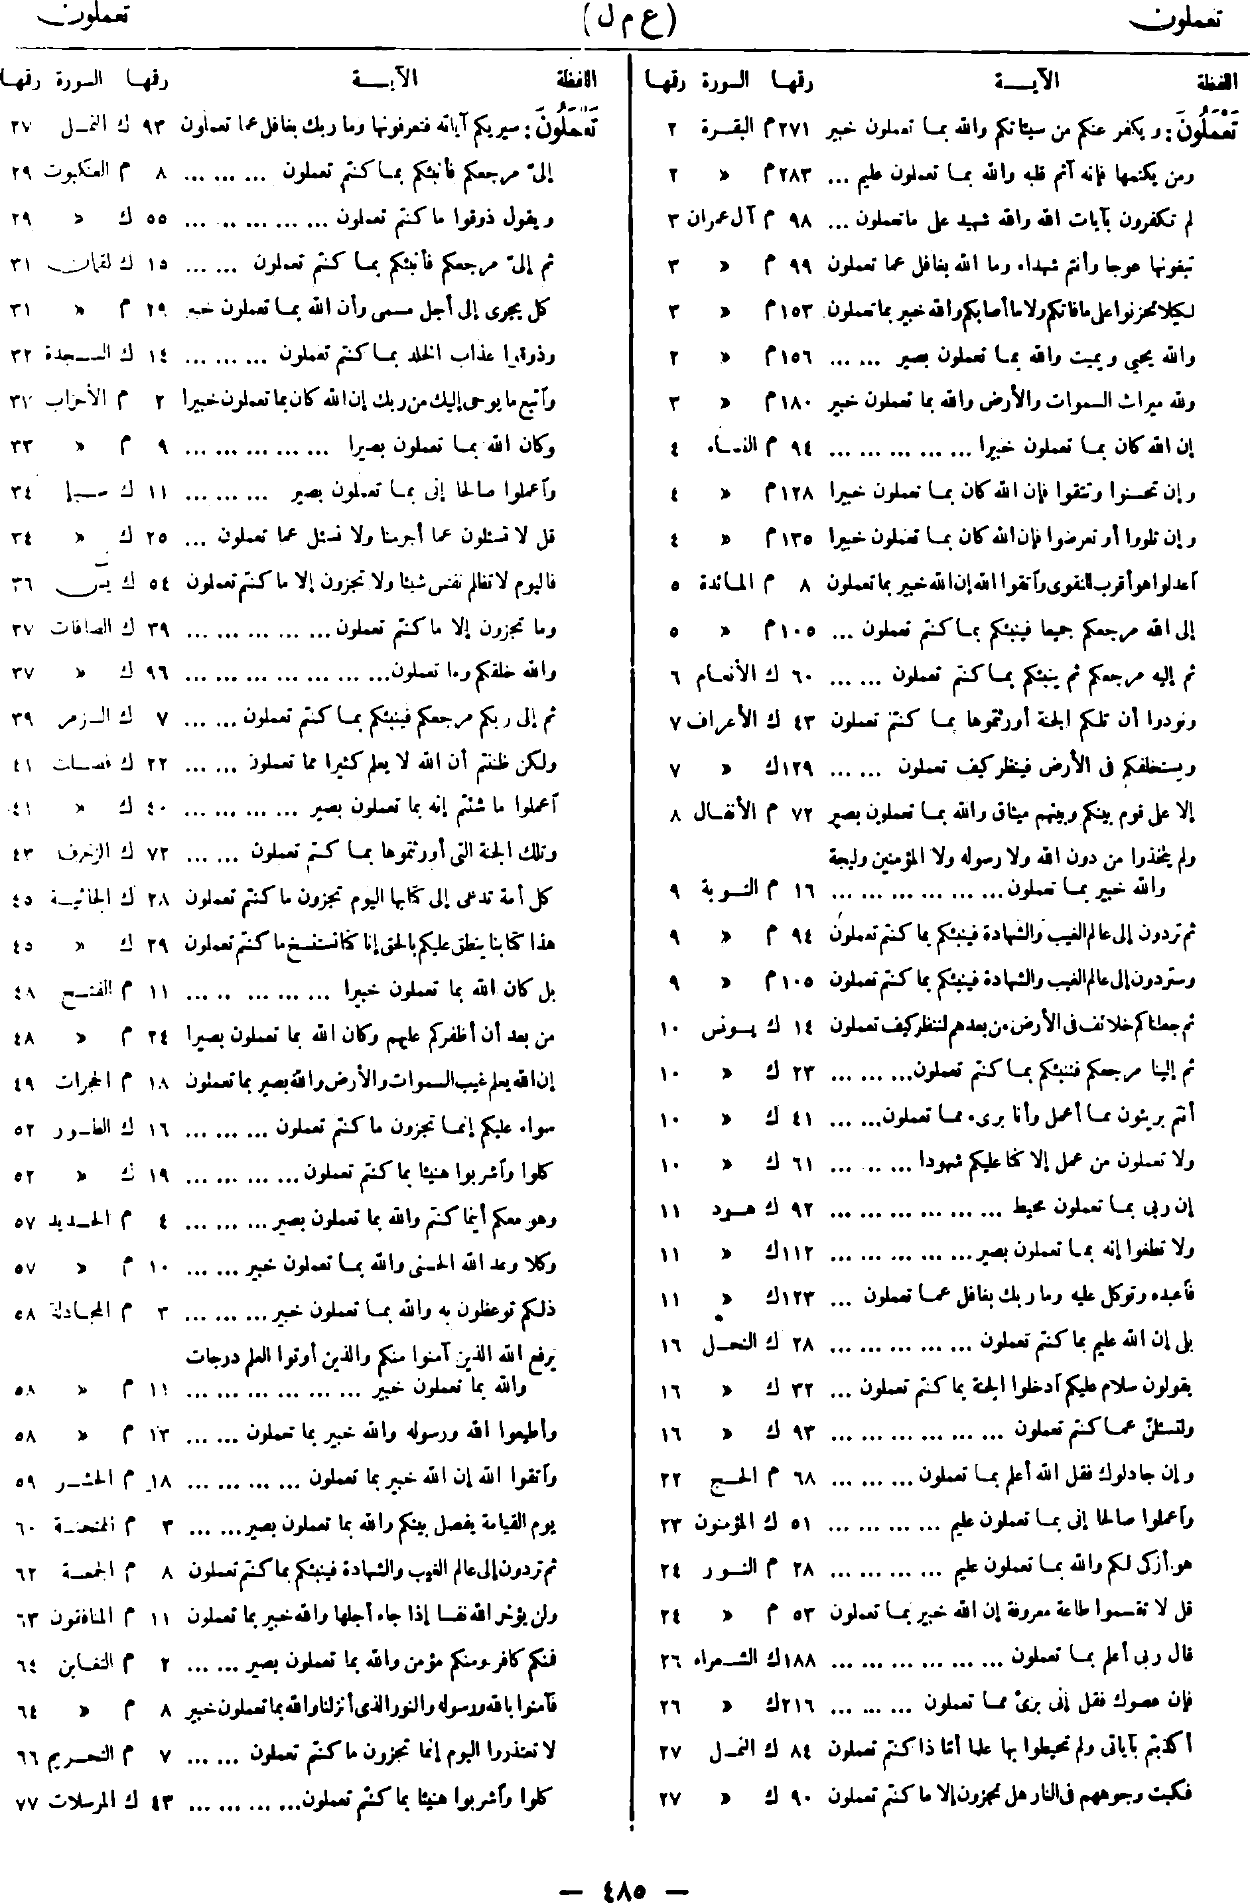 تعملون (ع م ل) تعملون
اللفظة الآيــة رقمها السورة رقمها
تَعْمَلُونَ : ويكفر عنكم من سيئاتكم والله بما تعملون خبير ٢٧١ م البقرة ٢
ومن يكتمها فإنه آثم قلبه والله بما تعملون عليم ... ٢٨٣ م « ٢
لم تكفرون بآيات الله والله شهيد على ما تعملون ... ٩٨ م آل عمران ٣
تبغونها عوجا وأنتم شهداء وما الله بغافل عما تعملون ٩٩ م « ٣
لكيلا تحزنوا على ما فاتكم ولا ما أصابكم والله خبير بما تعملون ١٥٣ م « ٣
والله يحيي ويميت والله بما تعملون بصير ... ... ١٥٦ م « ٢
ولله ميراث السموات والأرض والله بما تعملون خبير ١٨٠ م « ٣
إن الله كان بما تعملون خبيرا ... ... ... ... ... ٩٤ م النساء ٤
وإن تحسنوا وتتقوا فإن الله كان بما تعملون خبيرا ١٢٨ م « ٤
وإن تلووا أو تعرضوا فإن الله كان بما تعملون خبيرا ١٣٥ م « ٤
اعدلوا هو أقرب للتقوى واتقوا الله إن الله خبير بما تعملون ٨ م المائدة ٥
إلى الله مرجعكم جميعا فينبئكم بما كنتم تعملون ... ١٠٥ م « ٥
ثم إليه مرجعكم ثم ينبئكم بما كنتم تعملون ... ... ٦٠ ك الأنعام ٦
ونودوا أن تلكم الجنة أورثتموها بما كنتم تعملون ٤٣ ك الأعراف ٧
ويستخلفكم فى الأرض فينظر كيف تعملون ... ... ١٢٩ ك « ٧
إلا على قوم بينكم وبينهم ميثاق والله بما تعملون بصير ٧٢ م الأنفال ٨
ولم يتخذوا من دون الله ولا رسوله ولا المؤمنين وليجة
والله خبير بما تعملون ... ... ... ... ... ... ١٦ م التوبة ٩
ثم تردون إلى عالم الغيب والشهادة فينبئكم بما كنتم تعملون ٩٤ م « ٩
وستردون إلى عالم الغيب والشهادة فينبئكم بما كنتم تعملون ١٠٥ م « ٩
ثم جعلناكم خلائف فى الأرض من بعدهم لننظر كيف تعملون ١٤ ك يونس ١٠
ثم إلينا مرجعكم فننبئكم بما كنتم تعملون ... ... ... ٢٣ ك « ١٠
أنتم بريئون مما أعمل وأنا برىء مما تعملون ... ... ٤١ ك « ١٠
ولا تعملون من عمل إلا كنا عليكم شهودا ... ... ... ٦١ ك « ١٠
إن ربى بما تعملون محيط ... ... ... ... ... ... ٩٢ ك هود ١١
ولا تطغوا إنه بما تعملون بصير ... ... ... ... ... ١١٢ ك « ١١
فاعبده وتوكل عليه وما ربك بغافل عما تعملون ... ١٢٣ ك « ١١
بلى إن الله عليم بما كنتم تعملون ... ... ... ... ... ٢٨ ك النحل ١٦
يقولون سلام عليكم ادخلوا الجنة بما كنتم تعملون ... ٣٢ ك « ١٦
ولتسئلن عما كنتم تعملون ... ... ... ... ... ... ٩٣ ك « ١٦
وإن جادلوك فقل الله أعلم بما تعملون ... ... ... ٦٨ م الحج ٢٢
واعملوا صالحا إنى بما تعملون عليم ... ... ... ... ٥١ ك المؤمنون ٢٣
هو أزكى لكم والله بما تعملون عليم ... ... ... ... ٢٨ م النور ٢٤
قل لا تقسموا طاعة معروفة إن الله خبير بما تعملون ٥٣ م « ٢٤
قال ربى أعلم بما تعملون ... ... ... ... ... ... ١٨٨ ك الشعراء ٢٦
فإن عصوك فقل إنى برئ مما تعملون ... ... ... ٢١٦ ك « ٢٦
أكذبتم بآياتى ولم تحيطوا بها علما أماذا كنتم تعملون ٨٤ ك النمل ٢٧
فكبت وجوههم فى النار هل تجزون إلا ما كنتم تعملون ٩٠ ك « ٢٧
اللفظة الآيــة رقمها السورة رقمها
تَعْمَلُونَ : سيريكم آياته فتعرفونها وما ربك بغافل عما تعملون ٩٣ ك النمل ٢٧
إلىّ مرجعكم فأنبئكم بما كنتم تعملون ... ... ... ٨ م العنكبوت ٢٩
ويقول ذوقوا ما كنتم تعملون ... ... ... ... ... ٥٥ ك « ٢٩
ثم إلىّ مرجعكم فأنبئكم بما كنتم تعملون ... ... ١٥ ك لقمان ٣١
كل يجرى إلى أجل مسمى وأن الله بما تعملون خبير ٢٩ م « ٣١
وذوقوا عذاب الخلد بما كنتم تعملون ... ... ... ١٤ ك السجدة ٣٢
واتبع ما يوحى إليك من ربك إن الله كان بما تعملون خبيرا ٢ م الأحزاب ٣٧
وكان الله بما تعملون بصيرا ... ... ... ... ... ٩ م « ٣٣
واعملوا صالحا إنى بما تعملون بصير ... ... ... ١١ ك سبإ ٣٤
قل لا تسئلون عما أجرمنا ولا نسئل عما تعملون ... ٢٥ ك « ٣٤
فاليوم لا تظلم نفس شيئا ولا تجزون إلا ما كنتم تعملون ٥٤ ك يس ٣٦
وما تجزون إلا ما كنتم تعملون ... ... ... ... ... ٣٩ ك الصافات ٣٧
والله خلقكم وما تعملون ... ... ... ... ... ... ... ٩٦ ك « ٣٧
ثم إلى ربكم مرجعكم فينبئكم بما كنتم تعملون ... ... ٧ ك الزمر ٣٩
ولكن ظننتم أن الله لا يعلم كثيرا مما تعملون ... ... ٢٢ ك فصلت ٤١
اعملوا ما شئتم إنه بما تعملون بصير ... ... ... ... ٤٠ ك « ٤١
وتلك الجنة التى أورثتموها بما كنتم تعملون ... ... ٧٢ ك الزخرف ٤٣
كل أمة تدعى إلى كتابها اليوم تجزون ما كنتم تعملون ٢٨ ك الجاثية ٤٥
هذا كتابنا ينطق عليكم بالحق إنا كنا نستنسخ ما كنتم تعملون ٢٩ ك « ٤٥
بل كان الله بما تعملون خبيرا ... ... ... ... ... ١١ م الفتح ٤٨
من بعد أن أظفركم عليهم وكان الله بما تعملون بصيرا ٢٤ م « ٤٨
إن الله يعلم غيب السموات والأرض والله بصير بما تعملون ١٨ م الحجرات ٤٩
سواء عليكم إنما تجزون ما كنتم تعملون ... ... ... ١٦ ك الطور ٥٢
كلوا واشربوا هنيئا بما كنتم تعملون ... ... ... ... ١٩ ك « ٥٢
وهو معكم أينما كنتم والله بما تعملون بصير ... ... ... ٤ م الحديد ٥٧
وكلا وعد الله الحسنى والله بما تعملون خبير ... ... ١٠ م « ٥٧
ذلكم توعظون به والله بما تعملون خبير ... ... ... ٣ م المجادلة ٥٨
يرفع الله الذين آمنوا منكم والذين أوتوا العلم درجات
والله بما تعملون خبير ... ... ... ... ... ... ١١ م « ٥٨
وأطيعوا الله ورسوله والله خبير بما تعملون ... ... ١٣ م « ٥٨
واتقوا الله إن الله خبير بما تعملون ... ... ... ... ١٨ م الحشر ٥٩
يوم القيامة يفصل بينكم والله بما تعملون بصير ... ... ٣ م الممتحنة ٦٠
ثم تردون إلى عالم الغيب والشهادة فينبئكم بما كنتم تعملون ٨ م الجمعة ٦٢
ولن يؤخر الله نفسا إذا جاء أجلها والله خبير بما تعملون ١١ م المنافقون ٦٣
فمنكم كافر ومنكم مؤمن والله بما تعملون بصير ... ... ٢ م التغابن ٦٤
فآمنوا بالله ورسوله والنور الذى أنزلنا والله بما تعملون خبير ٨ م « ٦٤
لا تعتذروا اليوم إنما تجزون ما كنتم تعملون ... ... ٧ م التحريم ٦٦
كلوا واشربوا هنيئا بما كنتم تعملون ... ... ... ... ٤٣ ك المرسلات ٧٧
— ٤٨٥ —